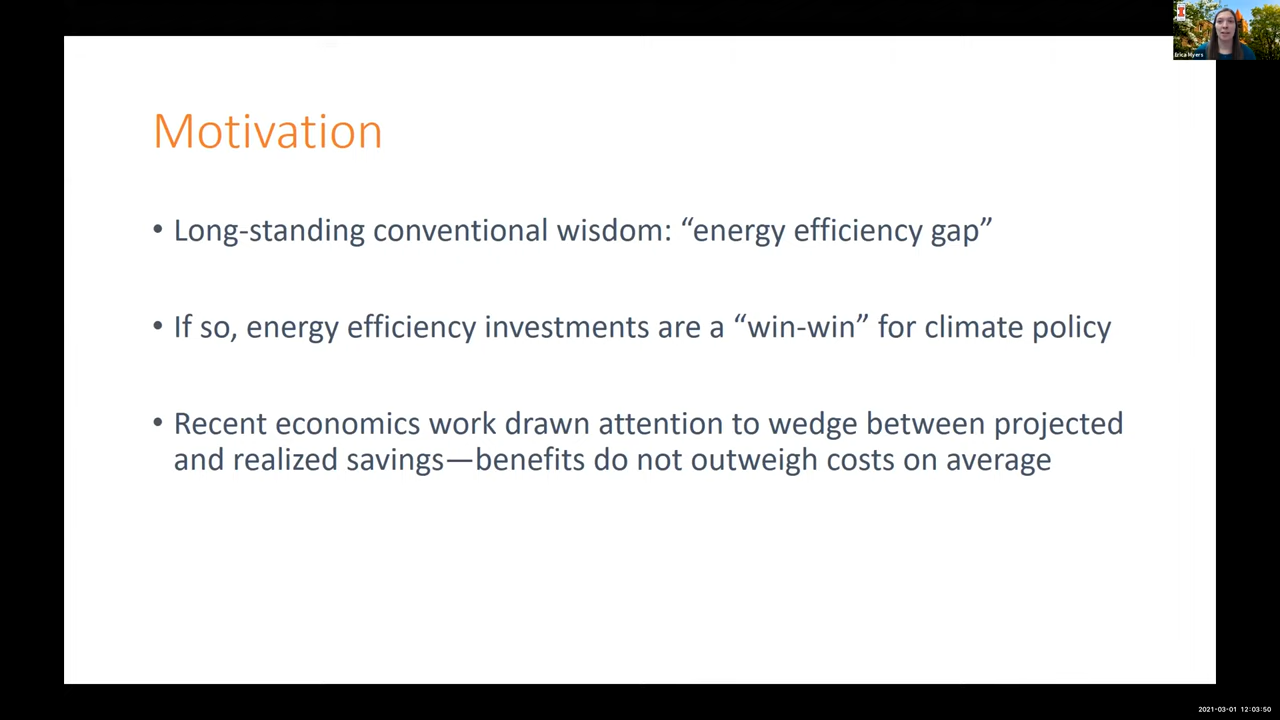 Erica Myers
Motivation
• Long-standing conventional wisdom: “energy efficiency gap”
• If so, energy efficiency investments are a “win-win” for climate policy
• Recent economics work drawn attention to wedge between projected
and realized savings—benefits do not outweigh costs on average
2021-03-01 12:03:50